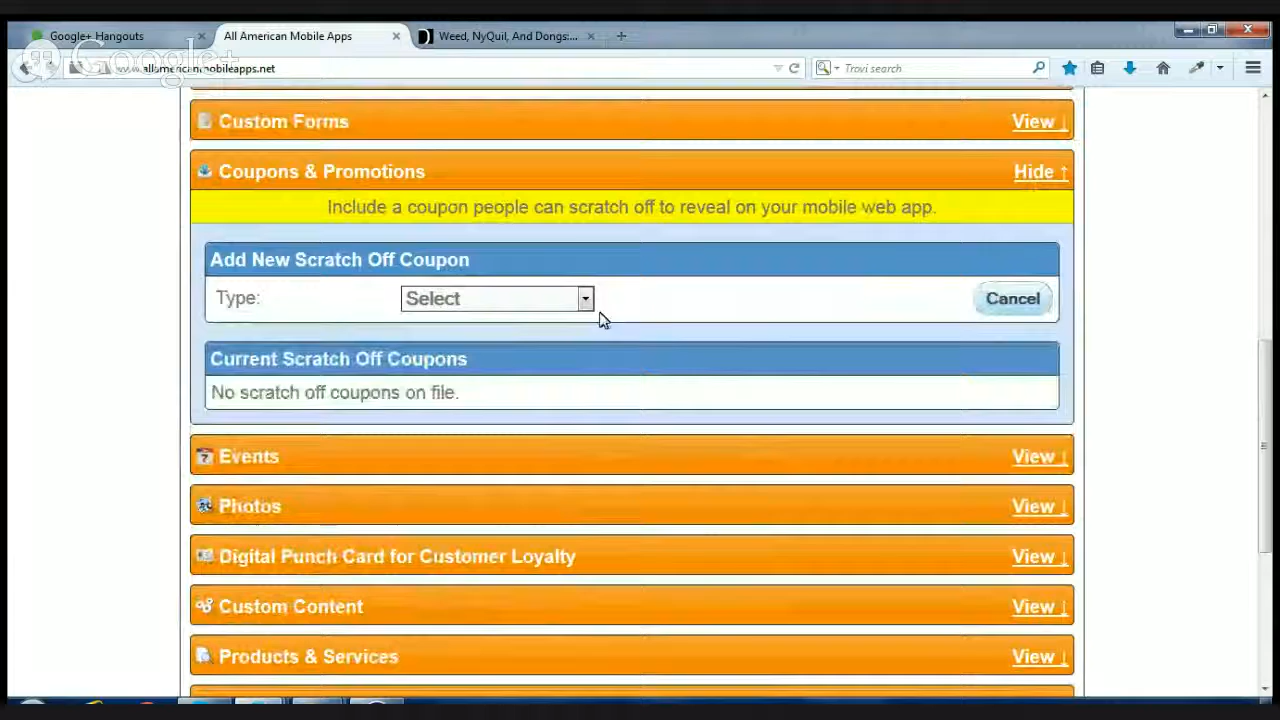 Google+ Hangouts
All American Mobile Apps
Weed, NyQuil, And Dongs:...
Google+
allamericanmobileapps.net
Trovi search
Custom Forms
View ↓
Coupons & Promotions
Hide ↑
Include a coupon people can scratch off to reveal on your mobile web app.
Add New Scratch Off Coupon
Type:
Select
Cancel
Current Scratch Off Coupons
No scratch off coupons on file.
Events
View ↓
Photos
View ↓
Digital Punch Card for Customer Loyalty
View ↓
Custom Content
View ↓
Products & Services
View ↓